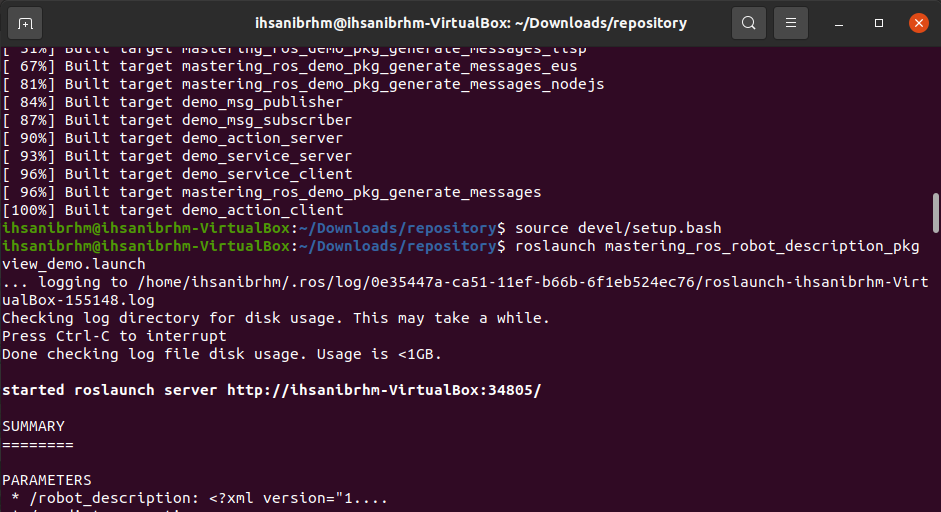 ihsanibrhm@ihsanibrhm-VirtualBox: ~/Downloads/repository
[ 51%] Built target mastering_ros_demo_pkg_generate_messages_lisp
[ 67%] Built target mastering_ros_demo_pkg_generate_messages_eus
[ 81%] Built target mastering_ros_demo_pkg_generate_messages_nodejs
[ 84%] Built target demo_msg_publisher
[ 87%] Built target demo_msg_subscriber
[ 90%] Built target demo_action_server
[ 93%] Built target demo_service_server
[ 96%] Built target demo_service_client
[ 96%] Built target mastering_ros_demo_pkg_generate_messages
[100%] Built target demo_action_client
ihsanibrhm@ihsanibrhm-VirtualBox:~/Downloads/repository$ source devel/setup.bash
ihsanibrhm@ihsanibrhm-VirtualBox:~/Downloads/repository$ roslaunch mastering_ros_robot_description_pkg
view_demo.launch
... logging to /home/ihsanibrhm/.ros/log/0e35447a-ca51-11ef-b66b-6f1eb524ec76/roslaunch-ihsanibrhm-Virt
ualBox-155148.log
Checking log directory for disk usage. This may take a while.
Press Ctrl-C to interrupt
Done checking log file disk usage. Usage is <1GB.
started roslaunch server http://ihsanibrhm-VirtualBox:34805/
SUMMARY
========
PARAMETERS
* /robot_description: <?xml version="1....